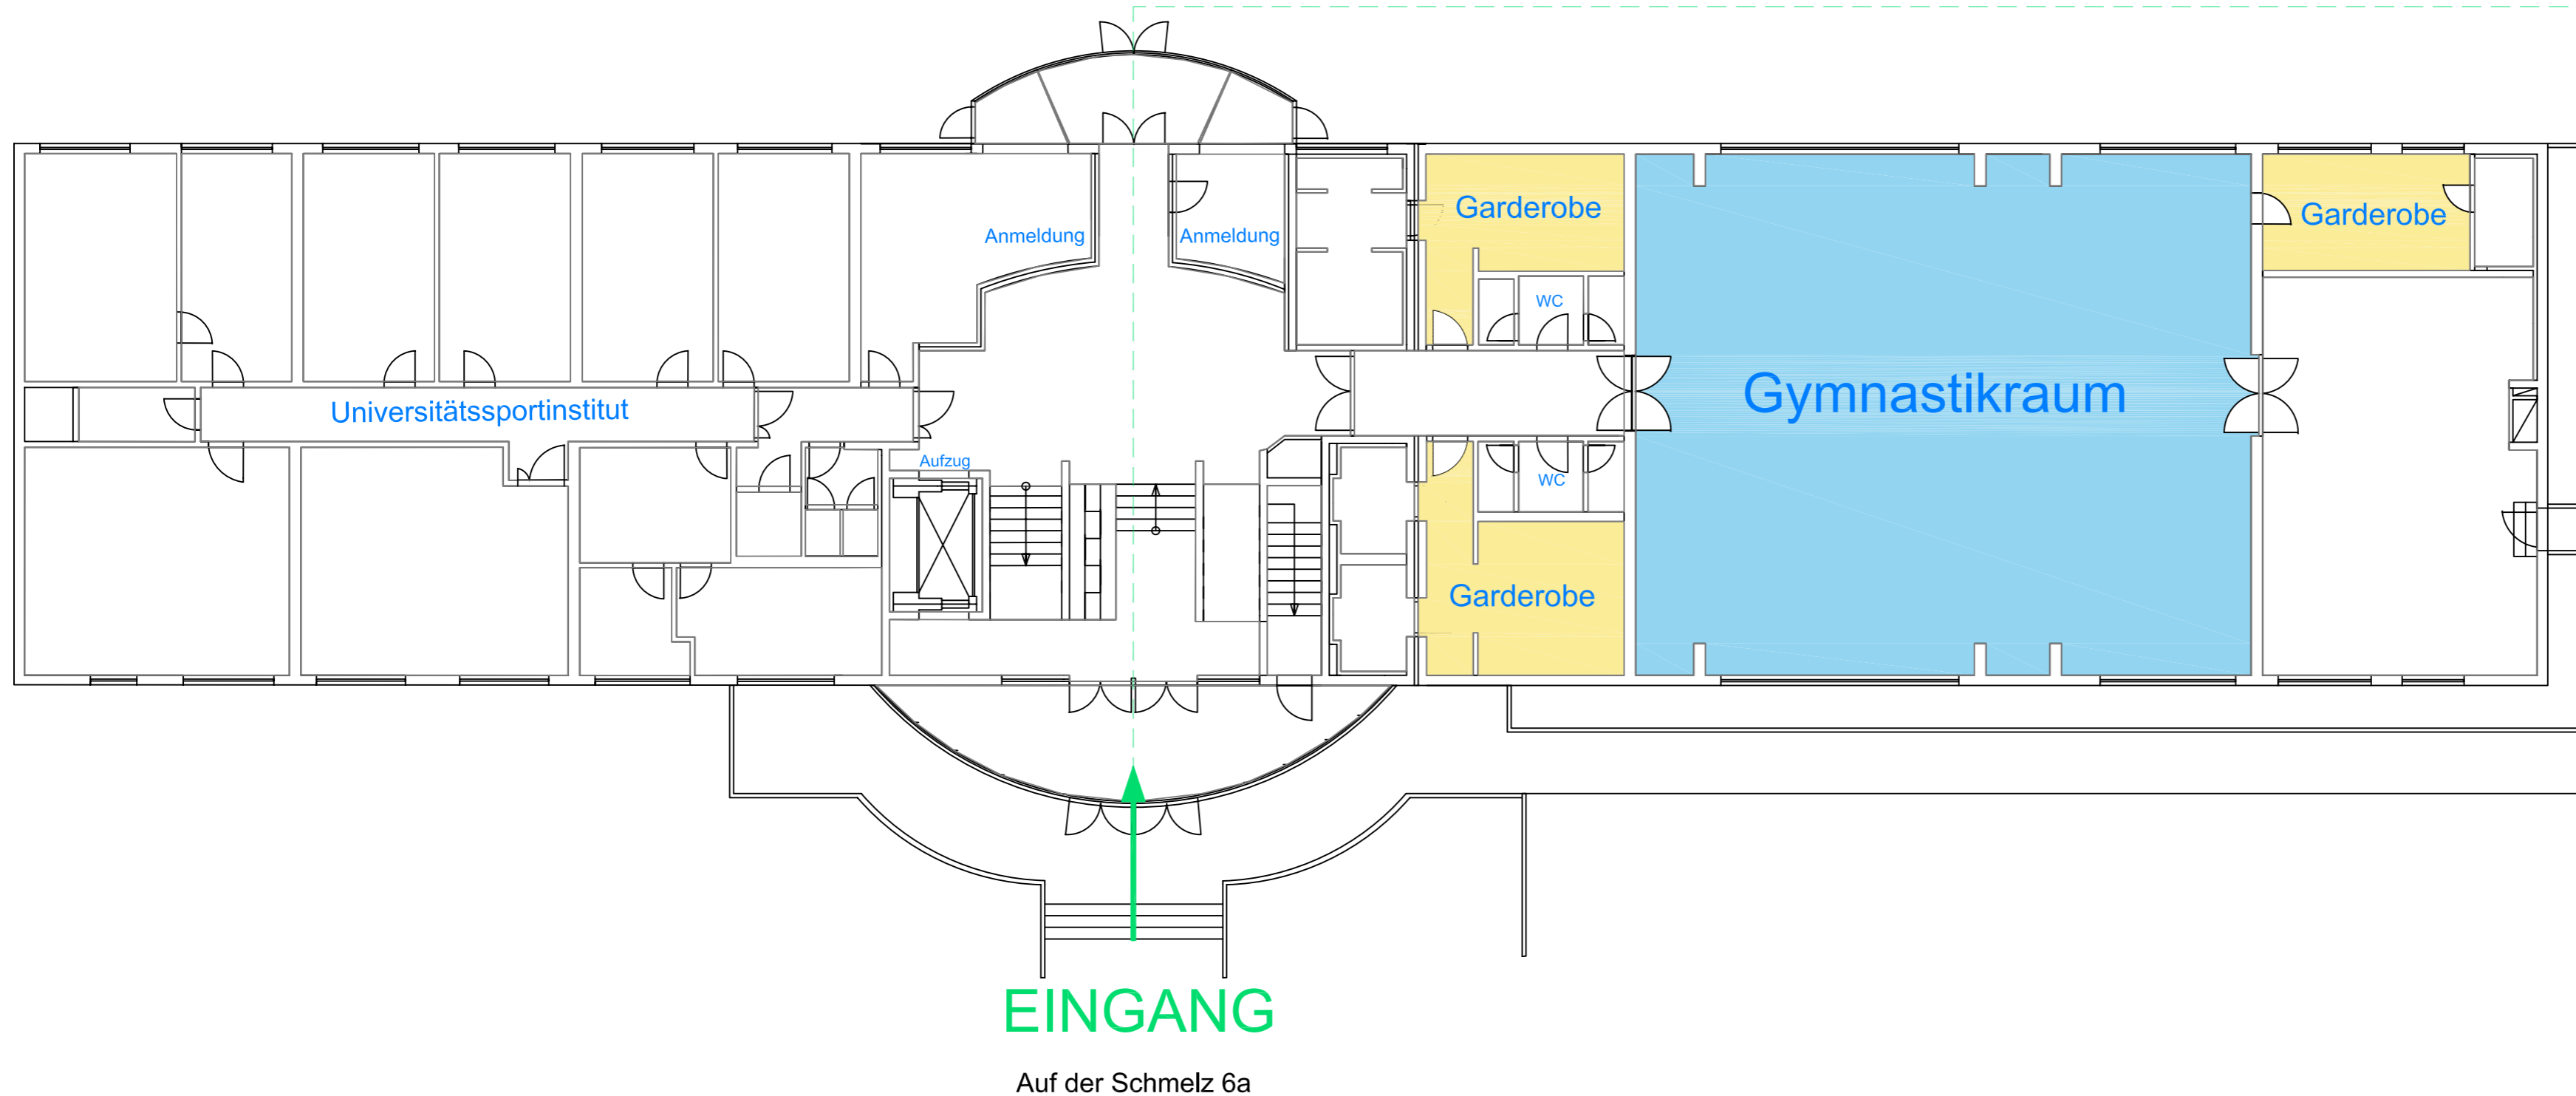 Garderobe
Garderobe
Anmeldung
Anmeldung
WC
Gymnastikraum
Universitätssportinstitut
Aufzug
WC
Garderobe
EINGANG
Auf der Schmelz 6a